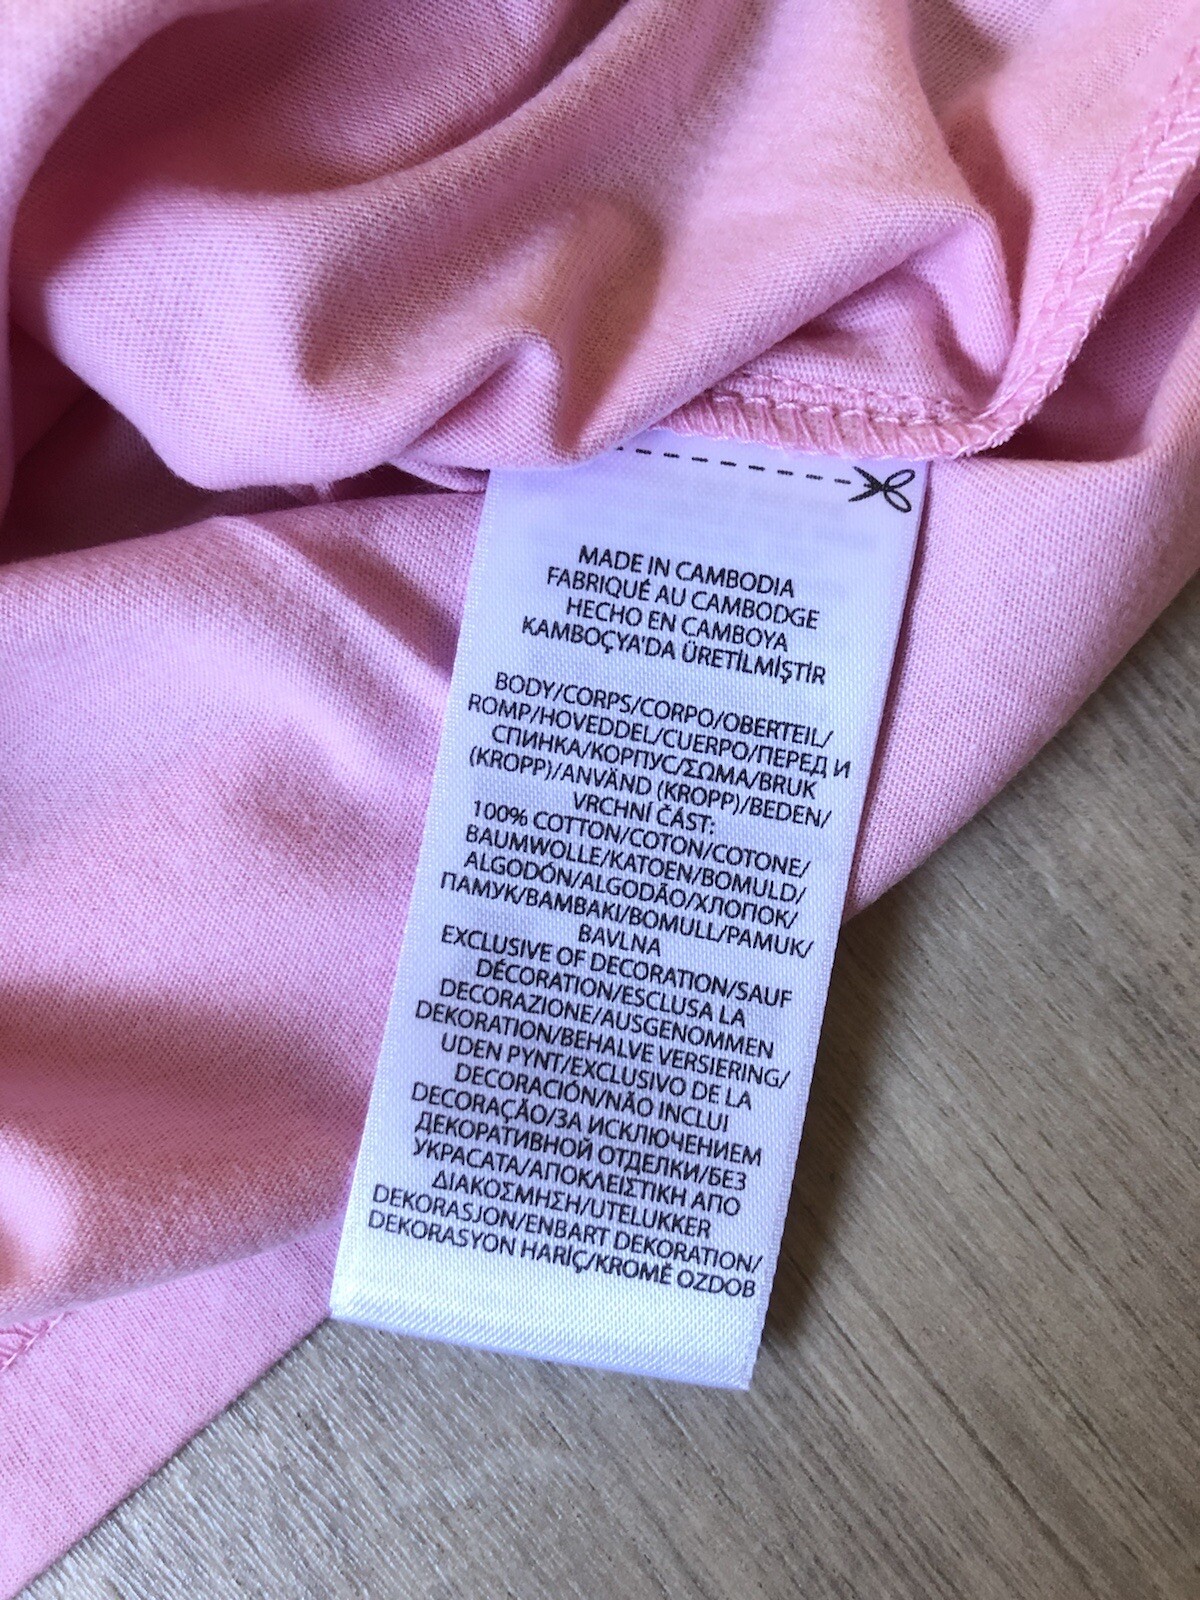 MADE IN CAMBODIA
FABRIQUÉ AU CAMBODGE
HECHO EN CAMBOYA
KAMBOÇYA'DA ÜRETİLMİŞTİR
BODY/CORPS/CORPO/OBERTEIL/
ROMP/HOVEDDEL/CUERPO/ПЕРЕД И
СПИНКА/КОРПУС/ΣΩΜΑ/BRUK
(KROPP)/ANVÄND (KROPP)/BEDEN/
VRCHNÍ ČÁST:
100% COTTON/COTON/COTONE/
BAUMWOLLE/KATOEN/BOMULD/
ALGODÓN/ALGODÃO/ХЛОПОК/
ПАМУК/ΒΑΜΒΑΚΙ/BOMULL/PAMUK/
BAVLNA
EXCLUSIVE OF DECORATION/SAUF
DÉCORATION/ESCLUSA LA
DECORAZIONE/AUSGENOMMEN
DEKORATION/BEHALVE VERSIERING/
UDEN PYNT/EXCLUSIVO DE LA
DECORACIÓN/NÃO INCLUI
DECORAÇÃO/ЗА ИСКЛЮЧЕНИЕМ
ДЕКОРАТИВНОЙ ОТДЕЛКИ/БЕЗ
УКРАСАТА/ΑΠΟΚΛΕΙΣΤΙΚΗ ΑΠΟ
ΔΙΑΚΟΣΜΗΣΗ/UTELUKKER
DEKORASJON/ENBART DEKORATION/
DEKORASYON HARİÇ/KROMĚ OZDOB